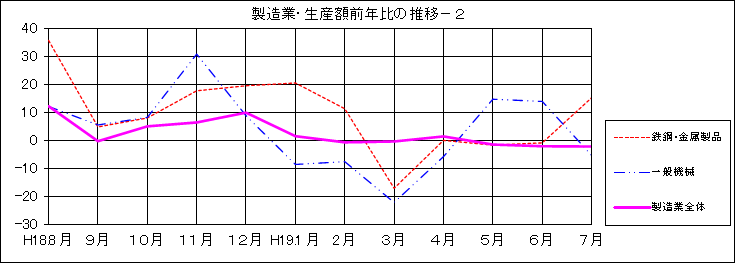 製造業・生産額前年比の推移－２
40
30
20
10
0
-10
-20
-30
H18８月 ９月 １０月 １１月 １２月 H19.1月 ２月 ３月 ４月 ５月 ６月 ７月
鉄鋼・金属製品
一般機械
製造業全体